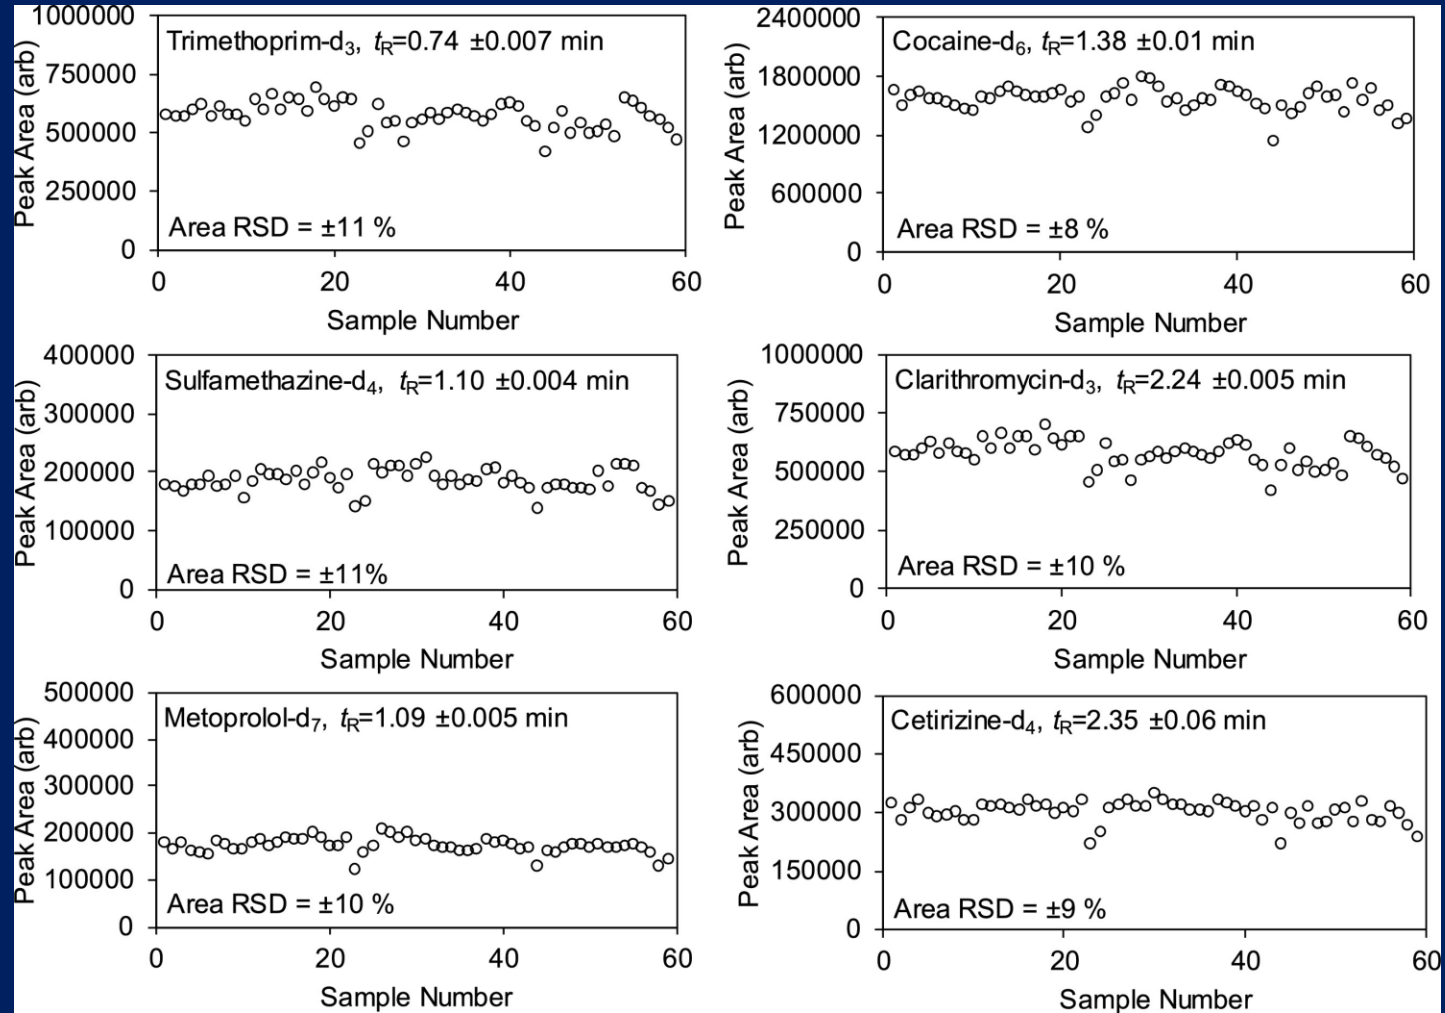 1000000
750000
500000
250000
0
Peak Area (arb)
Trimethoprim-d₃, tR=0.74 ±0.007 min
Area RSD = ±11 %
0 20 40 60
Sample Number
2400000
1800000
1200000
600000
0
Peak Area (arb)
Cocaine-d₆, tR=1.38 ±0.01 min
Area RSD = ±8 %
0 20 40 60
Sample Number
400000
300000
200000
100000
0
Peak Area (arb)
Sulfamethazine-d₄, tR=1.10 ±0.004 min
Area RSD = ±11%
0 20 40 60
Sample Number
1000000
750000
500000
250000
0
Peak Area (arb)
Clarithromycin-d₃, tR=2.24 ±0.005 min
Area RSD = ±10 %
0 20 40 60
Sample Number
500000
400000
300000
200000
100000
0
Peak Area (arb)
Metoprolol-d₇, tR=1.09 ±0.005 min
Area RSD = ±10 %
0 20 40 60
Sample Number
600000
450000
300000
150000
0
Peak Area (arb)
Cetirizine-d₄, tR=2.35 ±0.06 min
Area RSD = ±9 %
0 20 40 60
Sample Number